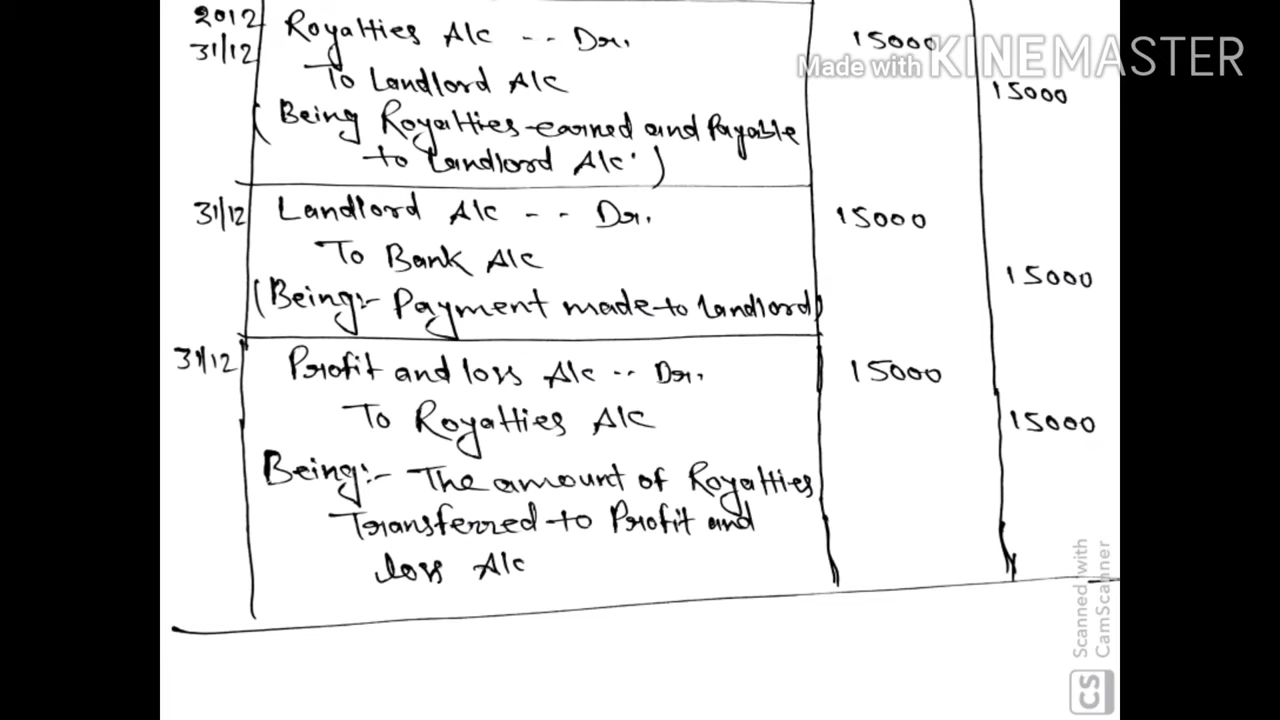 2012
31/12 Royalties A/c -- Dr. 15000
To Landlord A/c 15000
(Being Royalties earned and Payable
to Landlord A/c.)
31/12 Landlord A/c -- Dr. 15000
To Bank A/c 15000
(Being:- Payment made to Landlord)
31/12 Profit and loss A/c -- Dr. 15000
To Royalties A/c 15000
Being:- The amount of Royalties
Transferred to Profit and
loss A/c
Made with KINEMASTER
CS Scanned with
CamScanner